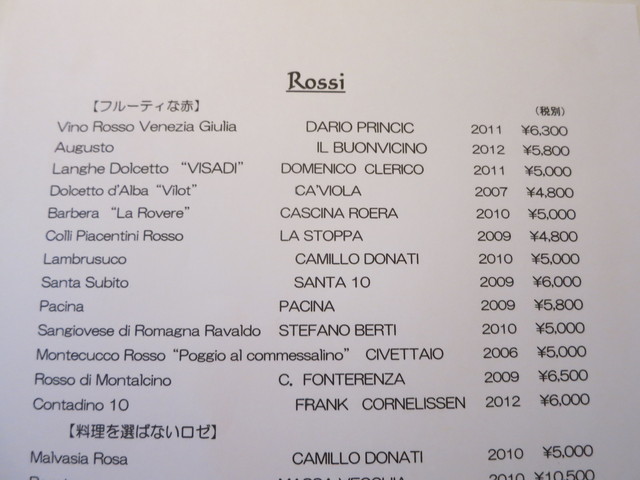 Rossi
【フルーティな赤】 (税別)
Vino Rosso Venezia Giulia DARIO PRINCIC 2011 ¥6,300
Augusto IL BUONVICINO 2012 ¥5,800
Langhe Dolcetto “VISADI” DOMENICO CLERICO 2011 ¥5,000
Dolcetto d’Alba “Vilot” CA’VIOLA 2007 ¥4,800
Barbera “La Rovere” CASCINA ROERA 2010 ¥5,000
Colli Piacentini Rosso LA STOPPA 2009 ¥4,800
Lambrusuco CAMILLO DONATI 2010 ¥5,000
Santa Subito SANTA 10 2009 ¥6,000
Pacina PACINA 2009 ¥5,800
Sangiovese di Romagna Ravaldo STEFANO BERTI 2010 ¥5,000
Montecucco Rosso “Poggio al commessalino” CIVETTAIO 2006 ¥5,000
Rosso di Montalcino C. FONTERENZA 2009 ¥6,500
Contadino 10 FRANK CORNELISSEN 2012 ¥6,000
【料理を選ばないロゼ】
Malvasia Rosa CAMILLO DONATI 2010 ¥5,000
2010 ¥10,500